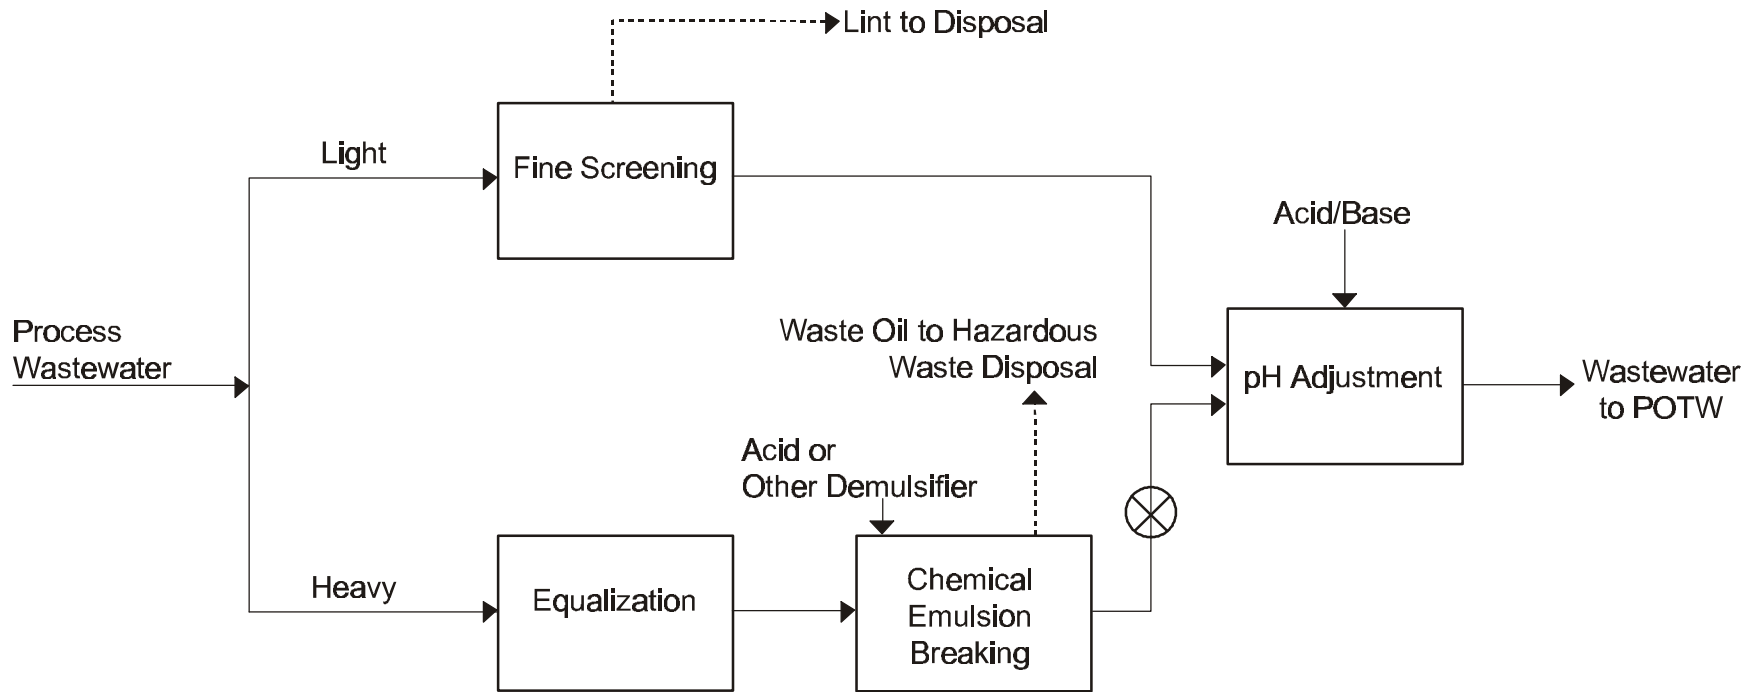 Lint to Disposal
Light
Fine Screening
Acid/Base
Process
Wastewater
Waste Oil to Hazardous
Waste Disposal
pH Adjustment
Wastewater
to POTW
Acid or
Other Demulsifier
Heavy
Equalization
Chemical
Emulsion
Breaking